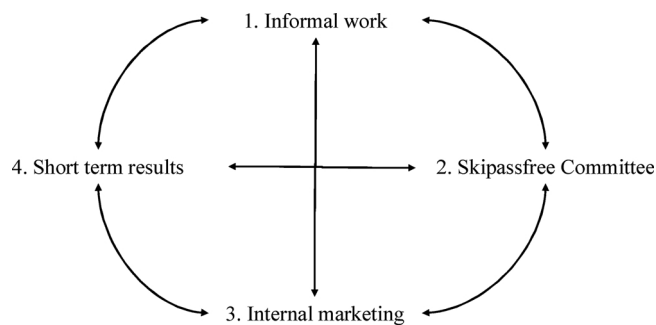 1. Informal work
4. Short term results
2. Skipassfree Committee
3. Internal marketing